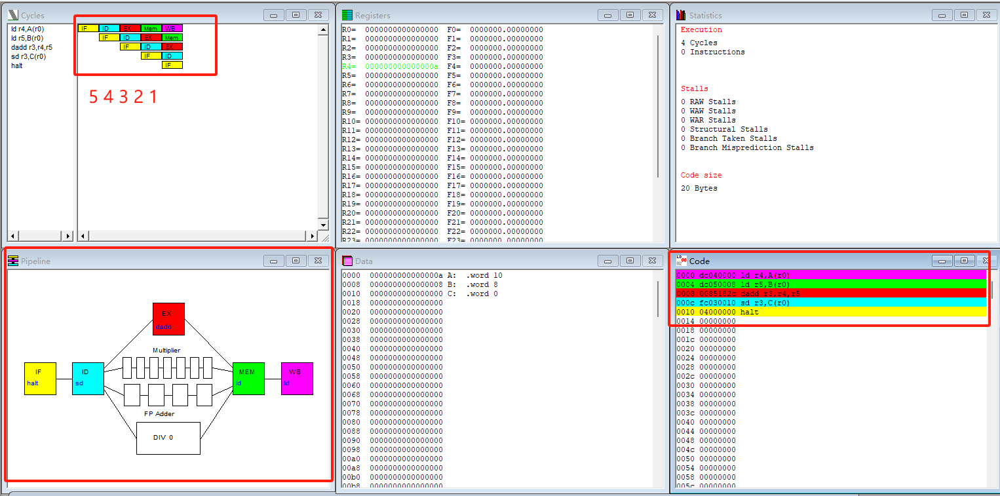 Cycles
ld r4,A(r0)
ld r5,B(r0)
dadd r3,r4,r5
sd r3,C(r0)
halt
IF ID EX Mem WB
IF ID EX Mem
IF ID EX
IF ID
IF
5 4 3 2 1
Registers
R0= 0000000000000000 F0= 0000000.00000000
R1= 0000000000000000 F1= 0000000.00000000
R2= 0000000000000000 F2= 0000000.00000000
R3= 0000000000000000 F3= 0000000.00000000
R4= 000000000000000a F4= 0000000.00000000
R5= 0000000000000000 F5= 0000000.00000000
R6= 0000000000000000 F6= 0000000.00000000
R7= 0000000000000000 F7= 0000000.00000000
R8= 0000000000000000 F8= 0000000.00000000
R9= 0000000000000000 F9= 0000000.00000000
R10= 0000000000000000 F10= 0000000.00000000
R11= 0000000000000000 F11= 0000000.00000000
R12= 0000000000000000 F12= 0000000.00000000
R13= 0000000000000000 F13= 0000000.00000000
R14= 0000000000000000 F14= 0000000.00000000
R15= 0000000000000000 F15= 0000000.00000000
R16= 0000000000000000 F16= 0000000.00000000
R17= 0000000000000000 F17= 0000000.00000000
R18= 0000000000000000 F18= 0000000.00000000
R19= 0000000000000000 F19= 0000000.00000000
R20= 0000000000000000 F20= 0000000.00000000
R21= 0000000000000000 F21= 0000000.00000000
R22= 0000000000000000 F22= 0000000.00000000
R23= 0000000000000000 F23= 0000000.00000000
Statistics
Execution
4 Cycles
0 Instructions
Stalls
0 RAW Stalls
0 WAW Stalls
0 WAR Stalls
0 Structural Stalls
0 Branch Taken Stalls
0 Branch Misprediction Stalls
Code size
20 Bytes
Pipeline
EX
dadd
Multiplier
IF
halt
ID
sd
MEM
ld
WB
ld
FP Adder
DIV 0
Data
0000 000000000000000a A: .word 10
0008 0000000000000008 B: .word 8
0010 0000000000000000 C: .word 0
0018 0000000000000000
0020 0000000000000000
0028 0000000000000000
0030 0000000000000000
0038 0000000000000000
0040 0000000000000000
0048 0000000000000000
0050 0000000000000000
0058 0000000000000000
0060 0000000000000000
0068 0000000000000000
0070 0000000000000000
0078 0000000000000000
0080 0000000000000000
0088 0000000000000000
0090 0000000000000000
0098 0000000000000000
00a0 0000000000000000
00a8 0000000000000000
00b0 0000000000000000
00b8 0000000000000000
Code
0000 dc040000 ld r4,A(r0)
0004 dc050008 ld r5,B(r0)
0008 0085182c dadd r3,r4,r5
000c fc030010 sd r3,C(r0)
0010 04000000 halt
0014 00000000
0018 00000000
001c 00000000
0020 00000000
0024 00000000
0028 00000000
002c 00000000
0030 00000000
0034 00000000
0038 00000000
003c 00000000
0040 00000000
0044 00000000
0048 00000000
004c 00000000
0050 00000000
0054 00000000
0058 00000000
005c 00000000